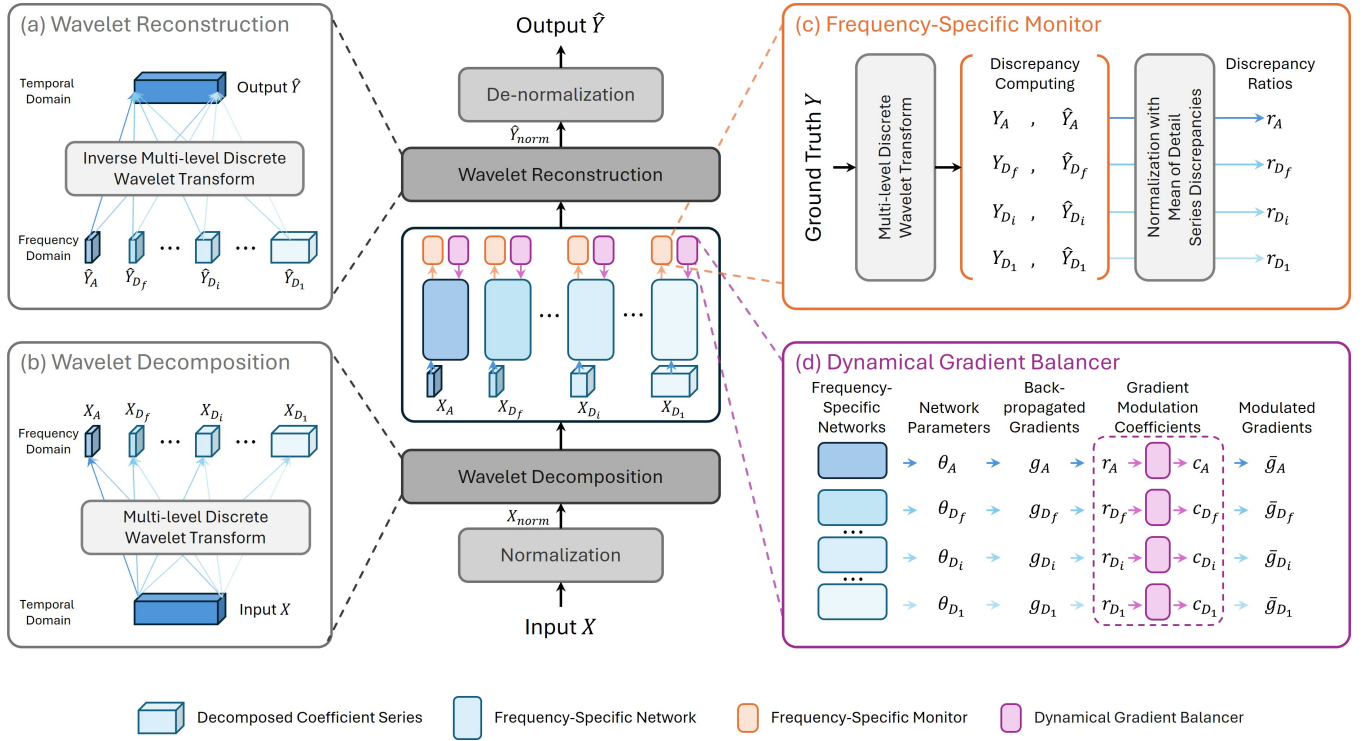 (a) Wavelet Reconstruction
Temporal
Domain
Output Ŷ
Inverse Multi-level Discrete
Wavelet Transform
Frequency
Domain
Ŷ_A Ŷ_{D_f} ... Ŷ_{D_i} ... Ŷ_{D_1}
(b) Wavelet Decomposition
X_A X_{D_f} X_{D_i} X_{D_1}
Frequency
Domain
... ...
Multi-level Discrete
Wavelet Transform
Temporal
Domain
Input X
Output Ŷ
De-normalization
Ŷ_{norm}
Wavelet Reconstruction
... ...
X_A X_{D_f} X_{D_i} X_{D_1}
Wavelet Decomposition
X_{norm}
Normalization
Input X
(c) Frequency-Specific Monitor
Ground Truth Y
Multi-level Discrete
Wavelet Transform
Discrepancy
Computing
Y_A , Ŷ_A
Y_{D_f} , Ŷ_{D_f}
Y_{D_i} , Ŷ_{D_i}
Y_{D_1} , Ŷ_{D_1}
Normalization with
Mean of Detail
Series Discrepancies
Discrepancy
Ratios
r_A
r_{D_f}
r_{D_i}
r_{D_1}
(d) Dynamical Gradient Balancer
Frequency-
Specific
Networks
Network
Parameters
Back-
propagated
Gradients
Gradient
Modulation
Coefficients
Modulated
Gradients
θ_A g_A r_A c_A ḡ_A
θ_{D_f} g_{D_f} r_{D_f} c_{D_f} ḡ_{D_f}
...
θ_{D_i} g_{D_i} r_{D_i} c_{D_i} ḡ_{D_i}
...
θ_{D_1} g_{D_1} r_{D_1} c_{D_1} ḡ_{D_1}
Decomposed Coefficient Series
Frequency-Specific Network
Frequency-Specific Monitor
Dynamical Gradient Balancer